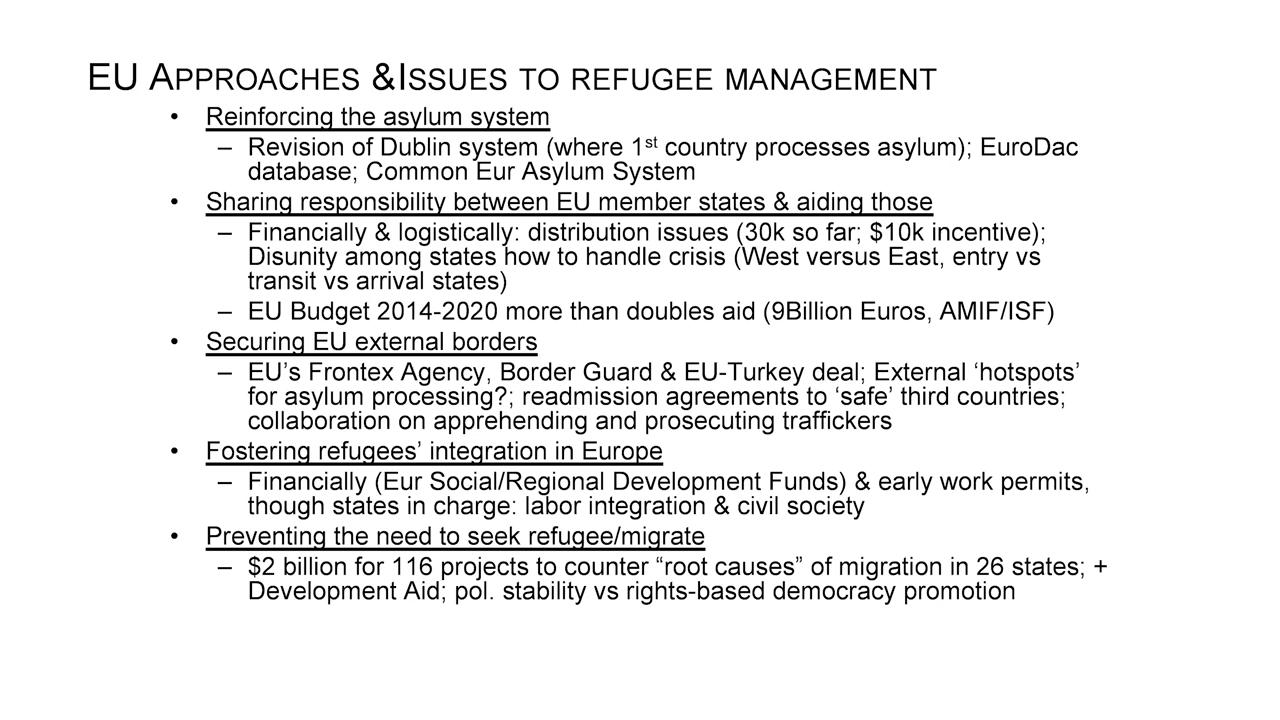 EU APPROACHES &ISSUES TO REFUGEE MANAGEMENT
• Reinforcing the asylum system
– Revision of Dublin system (where 1st country processes asylum); EuroDac
database; Common Eur Asylum System
• Sharing responsibility between EU member states & aiding those
– Financially & logistically: distribution issues (30k so far; $10k incentive);
Disunity among states how to handle crisis (West versus East, entry vs
transit vs arrival states)
– EU Budget 2014-2020 more than doubles aid (9Billion Euros, AMIF/ISF)
• Securing EU external borders
– EU’s Frontex Agency, Border Guard & EU-Turkey deal; External ‘hotspots’
for asylum processing?; readmission agreements to ‘safe’ third countries;
collaboration on apprehending and prosecuting traffickers
• Fostering refugees’ integration in Europe
– Financially (Eur Social/Regional Development Funds) & early work permits,
though states in charge: labor integration & civil society
• Preventing the need to seek refugee/migrate
– $2 billion for 116 projects to counter “root causes” of migration in 26 states; +
Development Aid; pol. stability vs rights-based democracy promotion